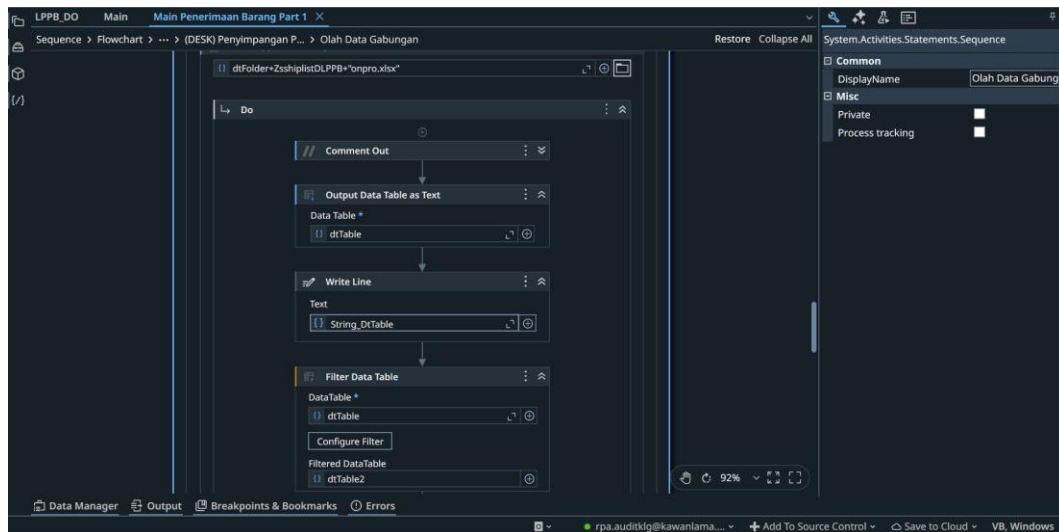 LPPB_DO Main Main Penerimaan Barang Part 1
Sequence > Flowchart > ... > (DESK) Penyimpangan P... > Olah Data Gabungan Restore Collapse All
System.Activities.Statements.Sequence
Common
DisplayName Olah Data Gabung
Misc
Private
Process tracking
dtFolder+ZsshiplistDLPPB+"onpro.xlsx"
Do
// Comment Out
Output Data Table as Text
Data Table *
dtTable
Write Line
Text
String_DtTable
Filter Data Table
DataTable *
dtTable
Configure Filter
Filtered DataTable
dtTable2
92%
Data Manager Output Breakpoints & Bookmarks Errors
rpa.auditklg@kawanlama.... Add To Source Control Save to Cloud VB, Windows